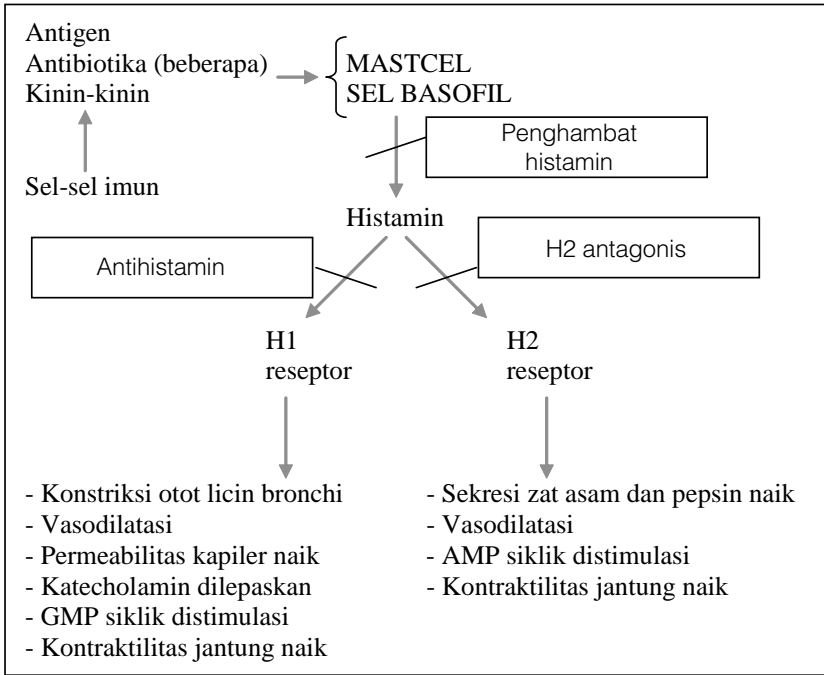 Antigen
Antibiotika (beberapa)
Kinin-kinin
MASTCEL
SEL BASOFIL
Penghambat
histamin
Sel-sel imun
Histamin
Antihistamin
H2 antagonis
H1
reseptor
H2
reseptor
- Konstriksi otot licin bronchi
- Vasodilatasi
- Permeabilitas kapiler naik
- Katecholamin dilepaskan
- GMP siklik distimulasi
- Kontraktilitas jantung naik
- Sekresi zat asam dan pepsin naik
- Vasodilatasi
- AMP siklik distimulasi
- Kontraktilitas jantung naik